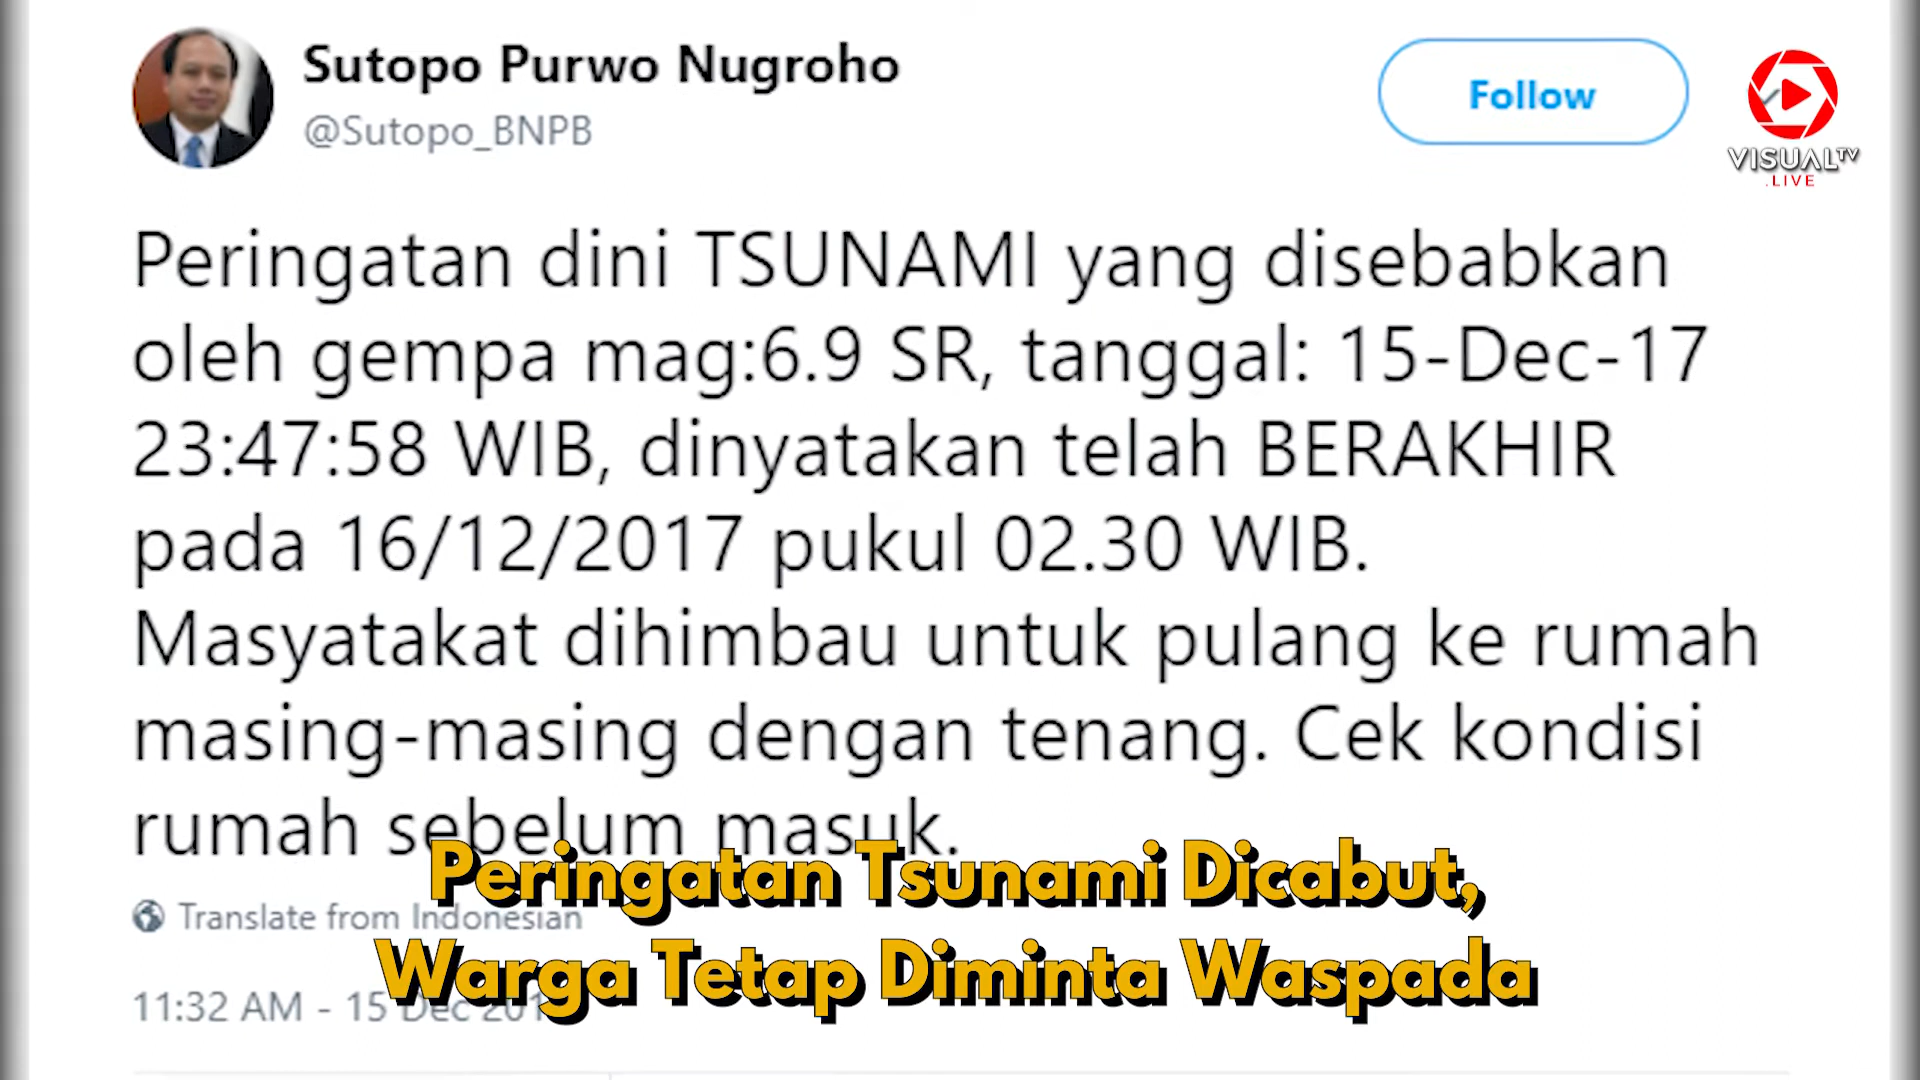 Sutopo Purwo Nugroho
@Sutopo_BNPB
Follow
VISUALTV
.LIVE
Peringatan dini TSUNAMI yang disebabkan
oleh gempa mag:6.9 SR, tanggal: 15-Dec-17
23:47:58 WIB, dinyatakan telah BERAKHIR
pada 16/12/2017 pukul 02.30 WIB.
Masyatakat dihimbau untuk pulang ke rumah
masing-masing dengan tenang. Cek kondisi
rumah sebelum masuk.
Peringatan Tsunami Dicabut,
Translate from Indonesian
Warga Tetap Diminta Waspada
11:32 AM - 15 Dec